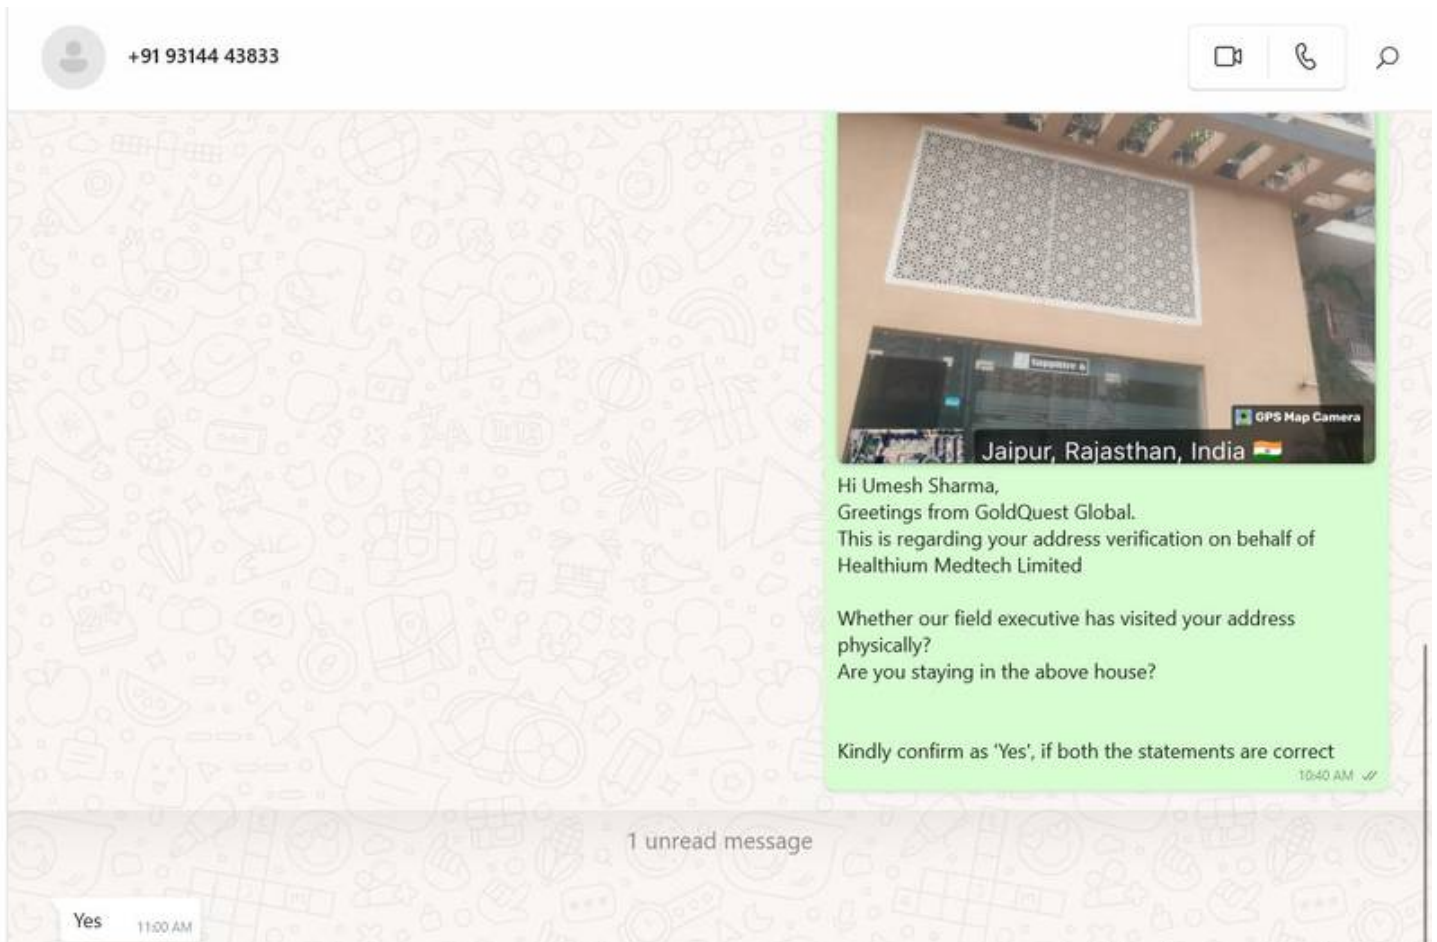 +91 93144 43833
Sapphire
GPS Map Camera
Jaipur, Rajasthan, India
Hi Umesh Sharma,
Greetings from GoldQuest Global.
This is regarding your address verification on behalf of
Healthium Medtech Limited
Whether our field executive has visited your address
physically?
Are you staying in the above house?
Kindly confirm as 'Yes', if both the statements are correct
10:40 AM
1 unread message
Yes 11:00 AM